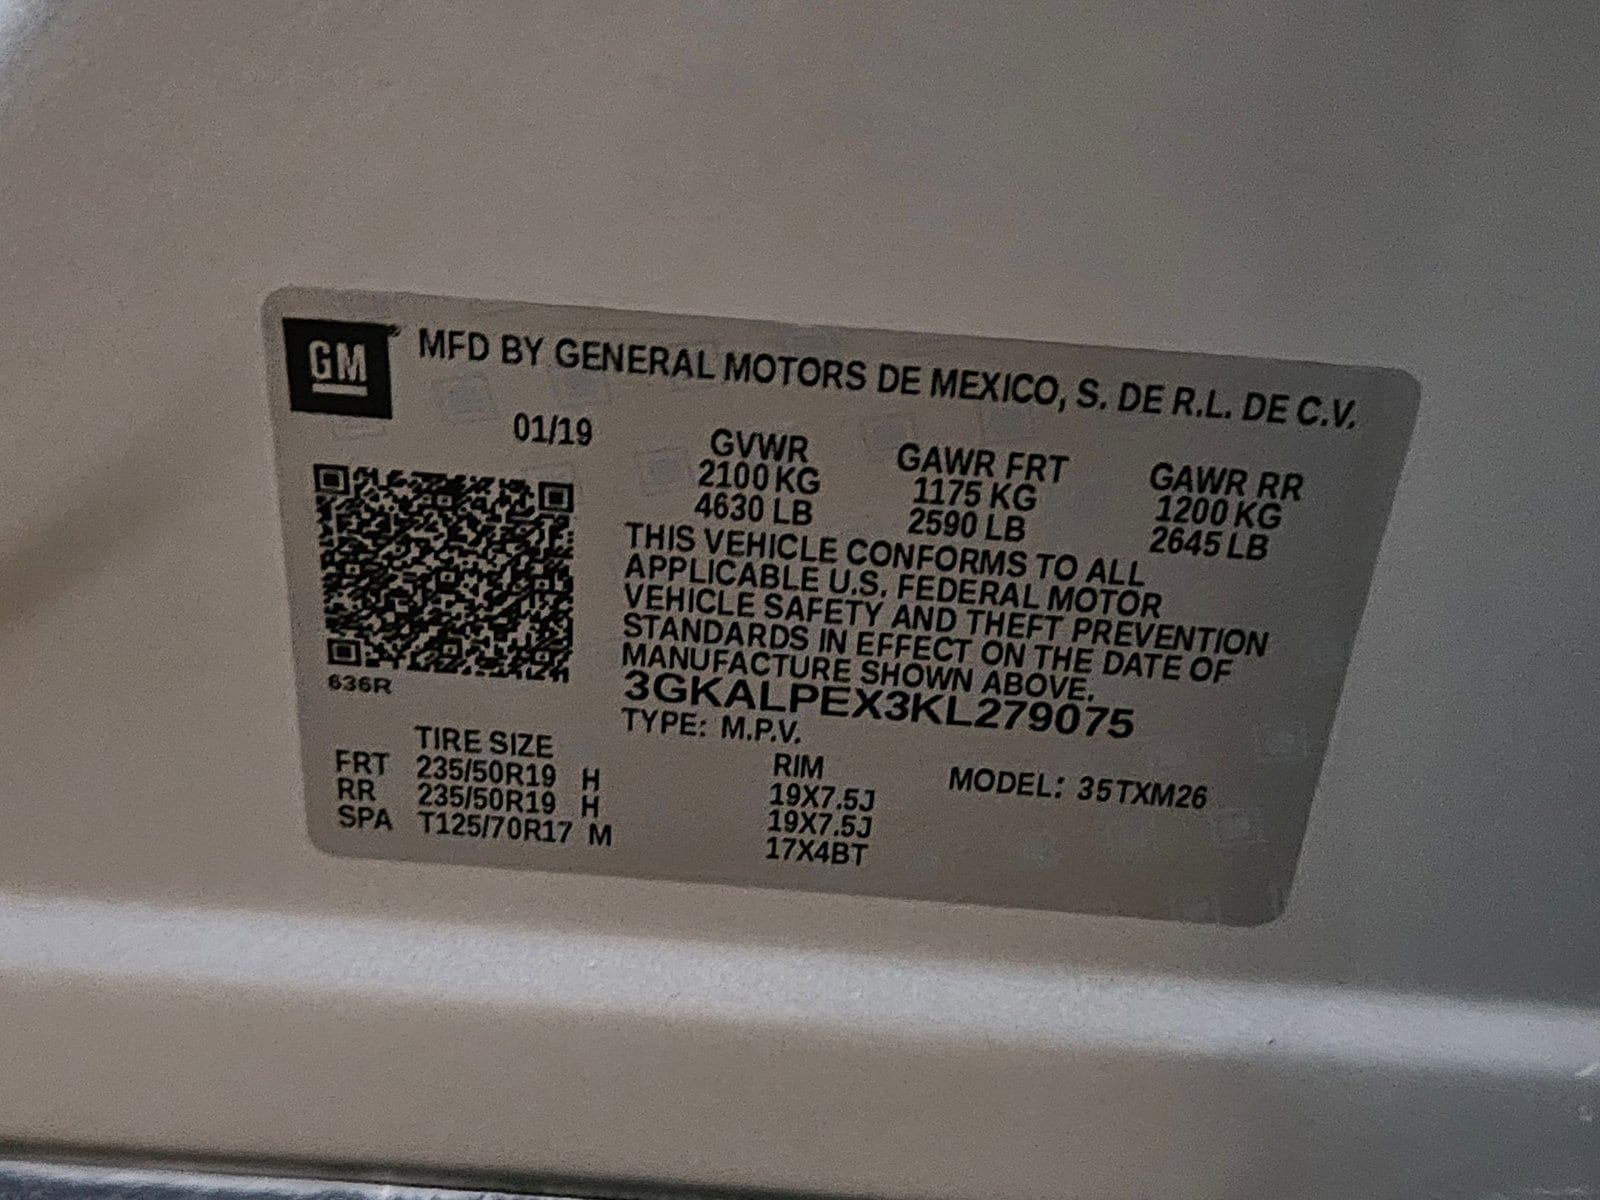 GM MFD BY GENERAL MOTORS DE MEXICO, S. DE R.L. DE C.V.
01/19 GVWR GAWR FRT GAWR RR
2100 KG 1175 KG 1200 KG
4630 LB 2590 LB 2645 LB
THIS VEHICLE CONFORMS TO ALL
APPLICABLE U.S. FEDERAL MOTOR
VEHICLE SAFETY AND THEFT PREVENTION
STANDARDS IN EFFECT ON THE DATE OF
MANUFACTURE SHOWN ABOVE.
636R
3GKALPEX3KL279075
TYPE: M.P.V.
TIRE SIZE RIM MODEL: 35TXM26
FRT 235/50R19 H 19X7.5J
RR 235/50R19 H 19X7.5J
SPA T125/70R17 M 17X4BT